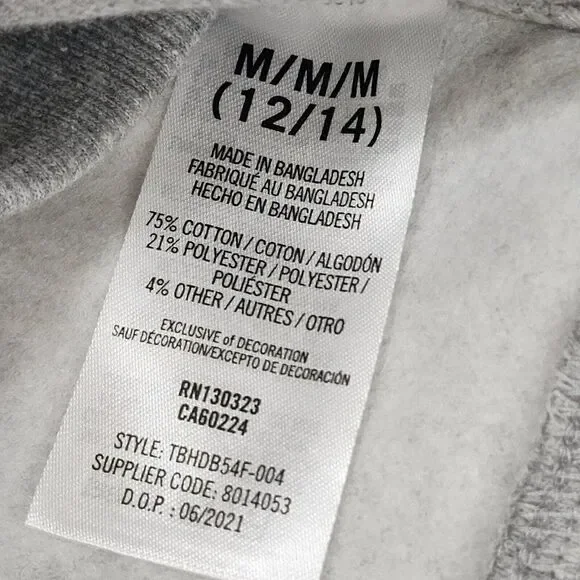 M/M/M
(12/14)
MADE IN BANGLADESH
FABRIQUÉ AU BANGLADESH
HECHO EN BANGLADESH
75% COTTON / COTON / ALGODÓN
21% POLYESTER / POLYESTER /
POLIÉSTER
4% OTHER / AUTRES / OTRO
EXCLUSIVE of DECORATION
SAUF DÉCORATION/EXCEPTO DE DECORACIÓN
RN130323
CA60224
STYLE: TBHDB54F-004
SUPPLIER CODE: 8014053
D.O.P. : 06/2021